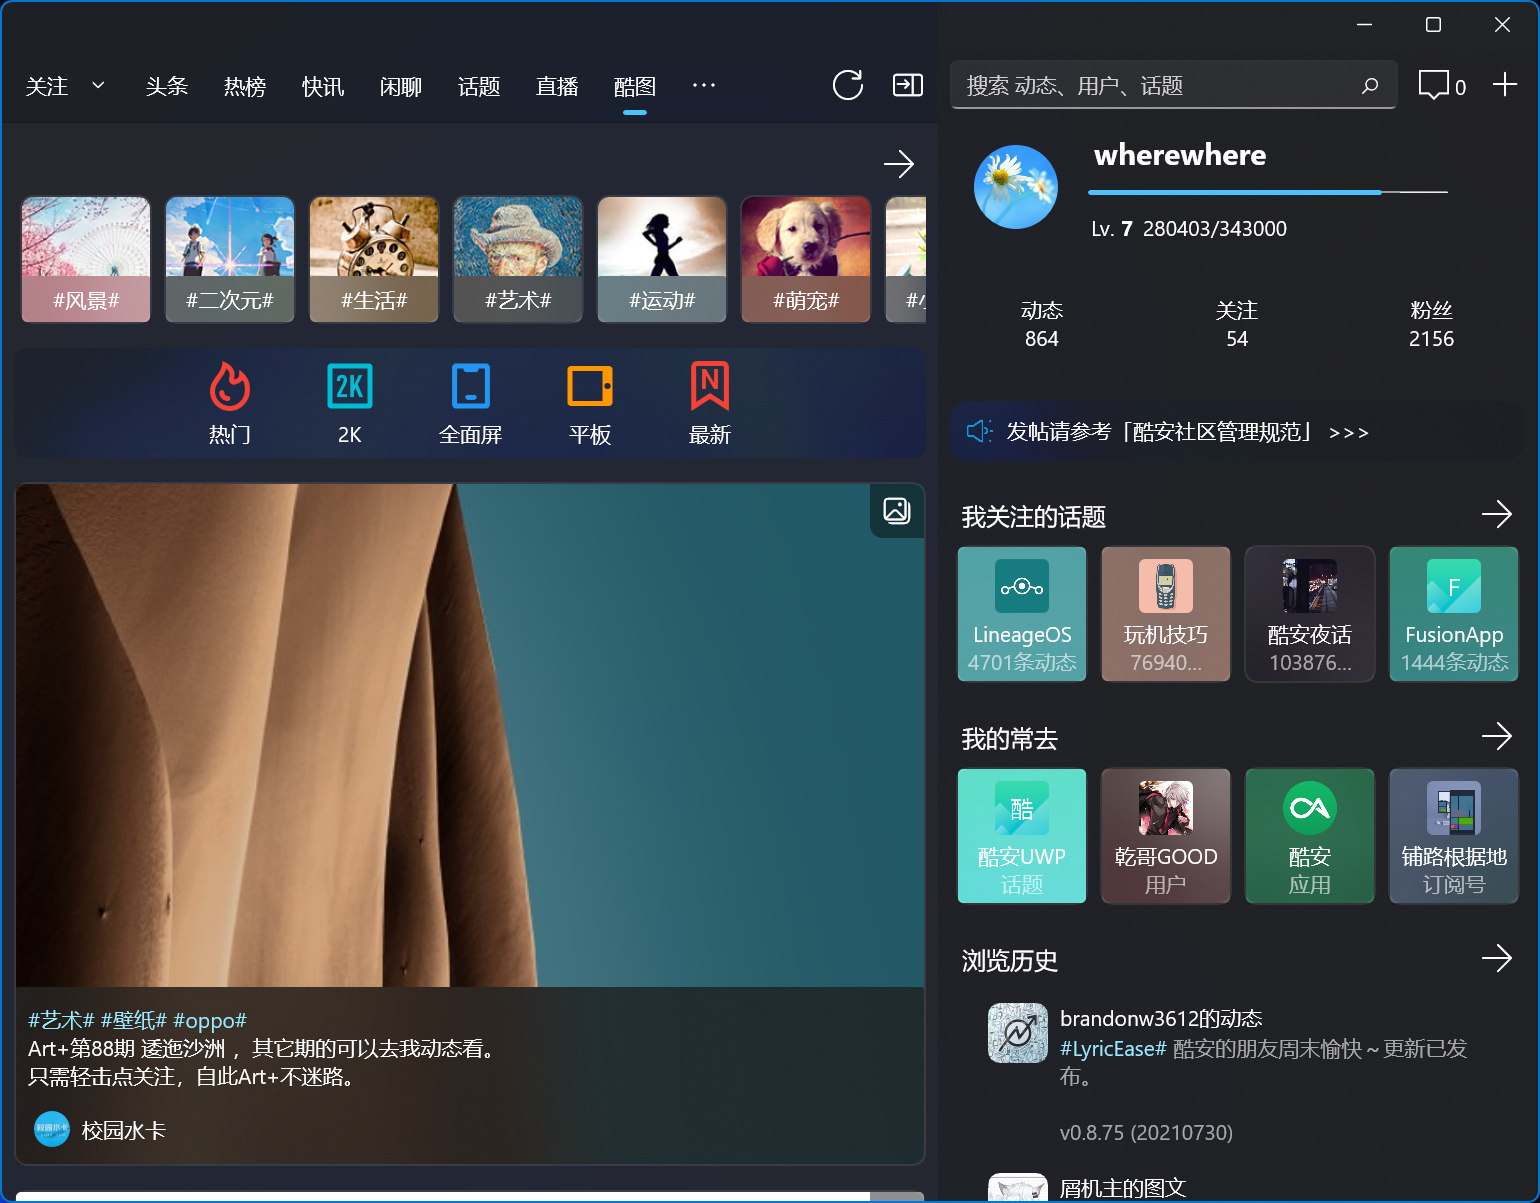 关注 头条 热榜 快讯 闲聊 话题 直播 酷图
#风景# #二次元# #生活# #艺术# #运动# #萌宠#
2K N
热门 2K 全面屏 平板 最新
#艺术# #壁纸# #oppo#
Art+第88期 逶迤沙洲 ，其它期的可以去我动态看。
只需轻击点关注，自此Art+不迷路。
校园水卡
校园水卡
搜索 动态、用户、话题
0
wherewhere
Lv. 7 280403/343000
动态 关注 粉丝
864 54 2156
发帖请参考「酷安社区管理规范」 >>>
我关注的话题
F
LineageOS 玩机技巧 酷安夜话 FusionApp
4701条动态 76940... 103876... 1444条动态
我的常去
酷
酷安UWP 乾哥GOOD 酷安 铺路根据地
话题 用户 应用 订阅号
浏览历史
brandonw3612的动态
#LyricEase# 酷安的朋友周末愉快～更新已发
布。
v0.8.75 (20210730)
屑机主的图文